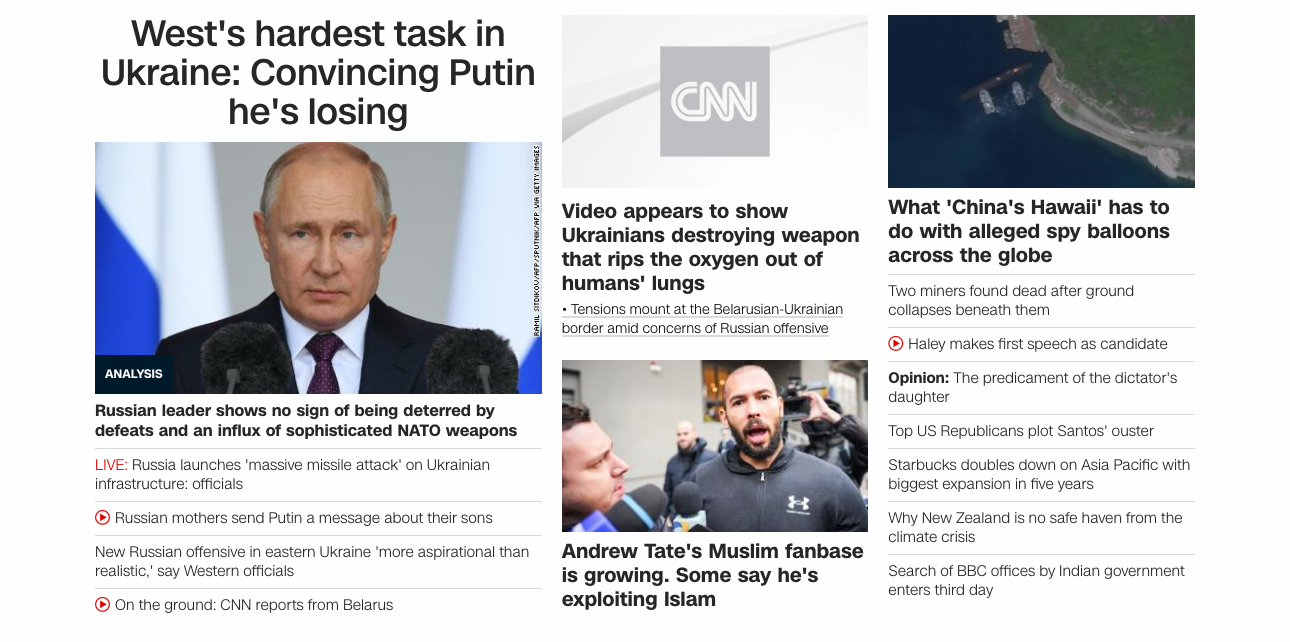 West's hardest task in
Ukraine: Convincing Putin
he's losing
RAMIL SITDIKOV/AFP/SPUTNIK/AFP VIA GETTY IMAGES
ANALYSIS
Russian leader shows no sign of being deterred by
defeats and an influx of sophisticated NATO weapons
LIVE: Russia launches 'massive missile attack' on Ukrainian
infrastructure: officials
Russian mothers send Putin a message about their sons
New Russian offensive in eastern Ukraine 'more aspirational than
realistic,' say Western officials
On the ground: CNN reports from Belarus
CNN
Video appears to show
Ukrainians destroying weapon
that rips the oxygen out of
humans' lungs
• Tensions mount at the Belarusian-Ukrainian
border amid concerns of Russian offensive
UNDER ARMOUR
Andrew Tate's Muslim fanbase
is growing. Some say he's
exploiting Islam
What 'China's Hawaii' has to
do with alleged spy balloons
across the globe
Two miners found dead after ground
collapses beneath them
Haley makes first speech as candidate
Opinion: The predicament of the dictator's
daughter
Top US Republicans plot Santos' ouster
Starbucks doubles down on Asia Pacific with
biggest expansion in five years
Why New Zealand is no safe haven from the
climate crisis
Search of BBC offices by Indian government
enters third day